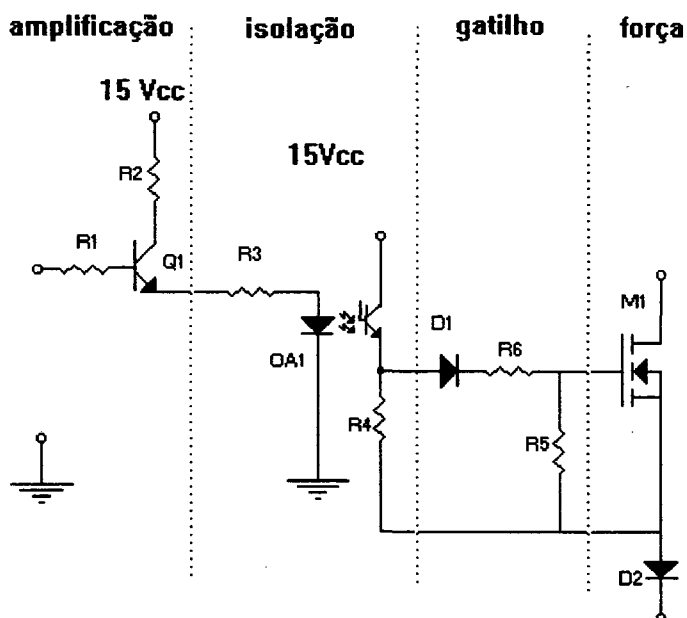 amplificação isolação gatilho força
15 Vcc
15Vcc
R2
R1
Q1
R3
OA1
D1
R6
M1
R4
R5
D2